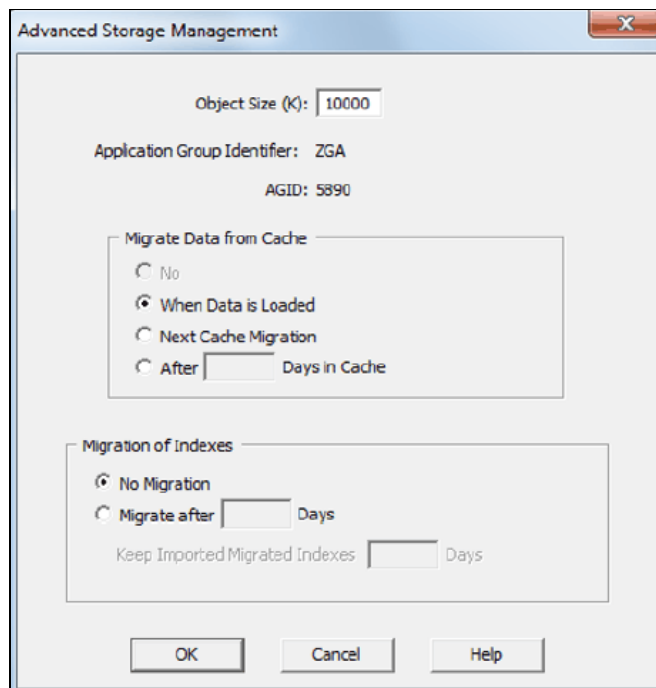 Advanced Storage Management
Object Size (K): 10000
Application Group Identifier: ZGA
AGID: 5890
Migrate Data from Cache
No
When Data is Loaded
Next Cache Migration
After Days in Cache
Migration of Indexes
No Migration
Migrate after Days
Keep Imported Migrated Indexes Days
OK Cancel Help